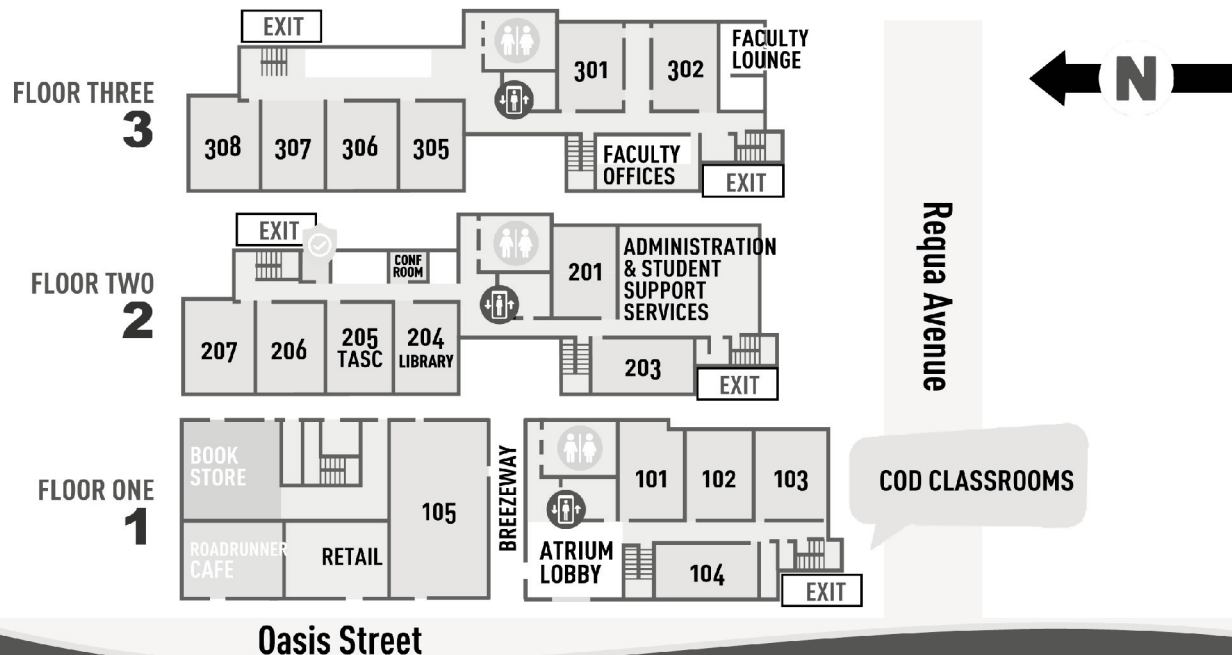 EXIT
FLOOR THREE
3
308
307
306
305
301
302
FACULTY
LOUNGE
FACULTY
OFFICES
EXIT
N
EXIT
FLOOR TWO
2
CONF
ROOM
207
206
205
TASC
204
LIBRARY
201
ADMINISTRATION
& STUDENT
SUPPORT
SERVICES
203
EXIT
Requa Avenue
FLOOR ONE
1
BOOK
STORE
ROADRUNNER
CAFE
RETAIL
105
BREEZEWAY
ATRIUM
LOBBY
101
102
103
104
EXIT
COD CLASSROOMS
Oasis Street